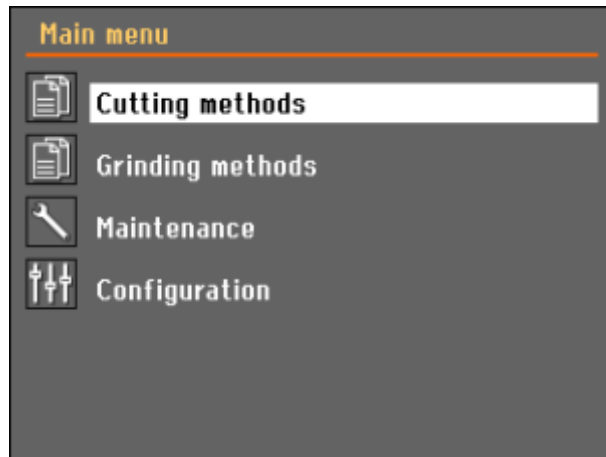 Main menu
Cutting methods
Grinding methods
Maintenance
Configuration